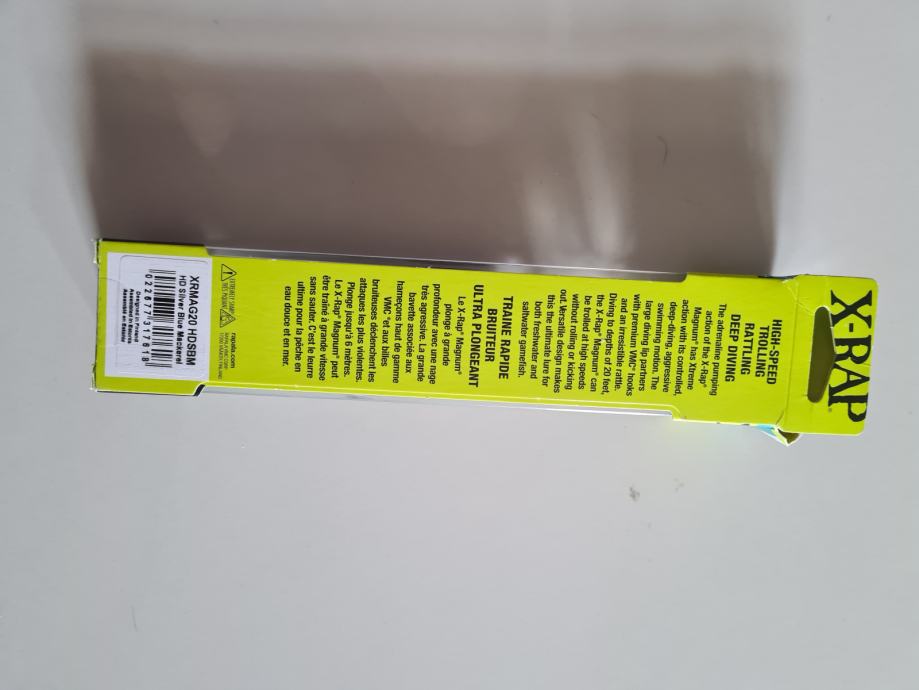 X-RAP®
HIGH-SPEED
TROLLING
RATTLING
DEEP DIVING
The adrenaline pumping
action of the X-Rap®
Magnum® has Xtreme
action with its controlled,
deep-diving, aggressive
swimming motion. The
large diving lip partners
with premium VMC® hooks
and an irresistible rattle.
Diving to depths of 20 feet,
the X-Rap® Magnum® can
be trolled at high speeds
without rolling or kicking
out. Versatile design makes
this the ultimate lure for
both freshwater and
saltwater gamefish.
TRAINE RAPIDE
BRUITEUR
ULTRA PLONGEANT
Le X-Rap® Magnum®
plonge à grande
profondeur avec une nage
très agressive. La grande
bavette associée aux
hameçons haut de gamme
VMC® et aux billes
bruiteuses déclenchent les
attaques les plus violentes.
Plonge jusqu'à 6 mètres.
Le X-Rap® Magnum® peut
être traîné à grande vitesse
sans sauter. C'est le leurre
ultime pour la pêche en
eau douce et en mer.
rapala.com
XRMAG20 HDSBM
HD Silver Blue Mackerel
Designed in Finland
Assembled in Estonia